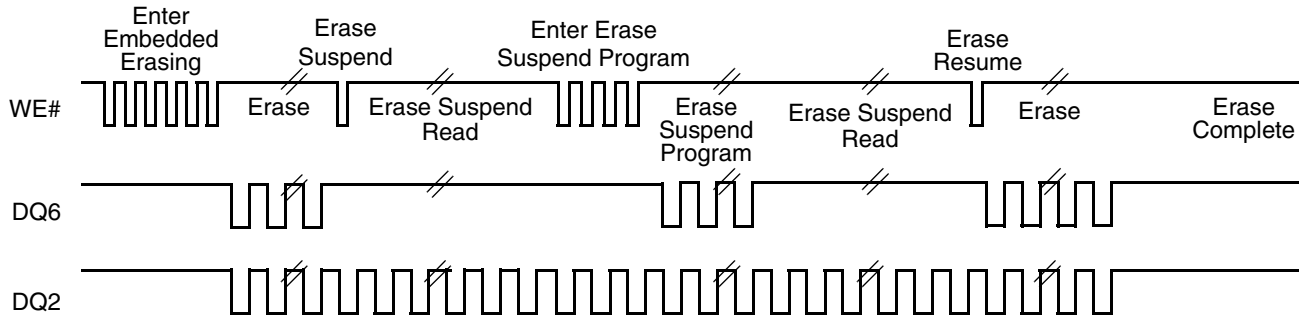 Enter
Embedded
Erasing
Erase
Suspend
Enter Erase
Suspend Program
Erase
Resume
WE#
Erase
Erase Suspend
Read
Erase
Suspend
Program
Erase Suspend
Read
Erase
Erase
Complete
DQ6
DQ2